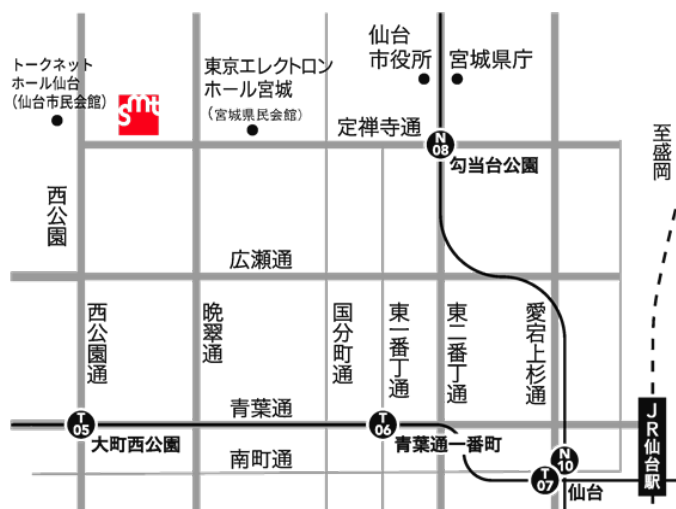 トークネット
ホール仙台
(仙台市民会館)
smt
東京エレクトロン
ホール宮城
(宮城県民会館)
仙台
市役所
宮城県庁
定禅寺通
N
08
勾当台公園
至盛岡
西公園
広瀬通
西公園通
晩翠通
国分町通
東一番丁通
東二番丁通
愛宕上杉通
青葉通
T
05
大町西公園
T
06
青葉通一番町
南町通
N
10
T
07
仙台
JR仙台駅